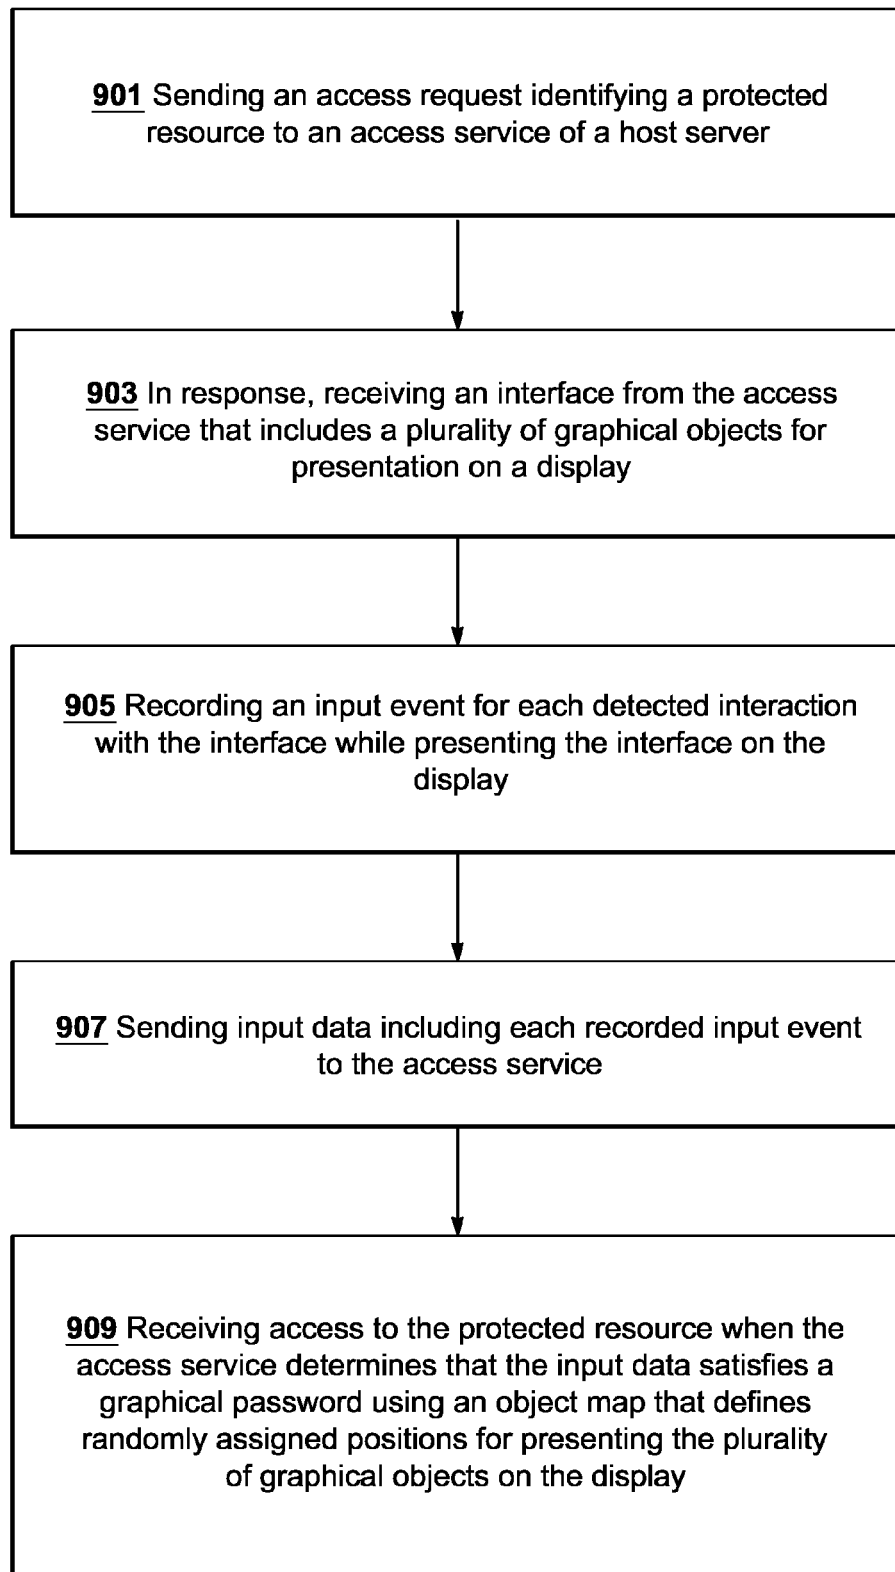 901 Sending an access request identifying a protected
resource to an access service of a host server
903 In response, receiving an interface from the access
service that includes a plurality of graphical objects for
presentation on a display
905 Recording an input event for each detected interaction
with the interface while presenting the interface on the
display
907 Sending input data including each recorded input event
to the access service
909 Receiving access to the protected resource when the
access service determines that the input data satisfies a
graphical password using an object map that defines
randomly assigned positions for presenting the plurality
of graphical objects on the display